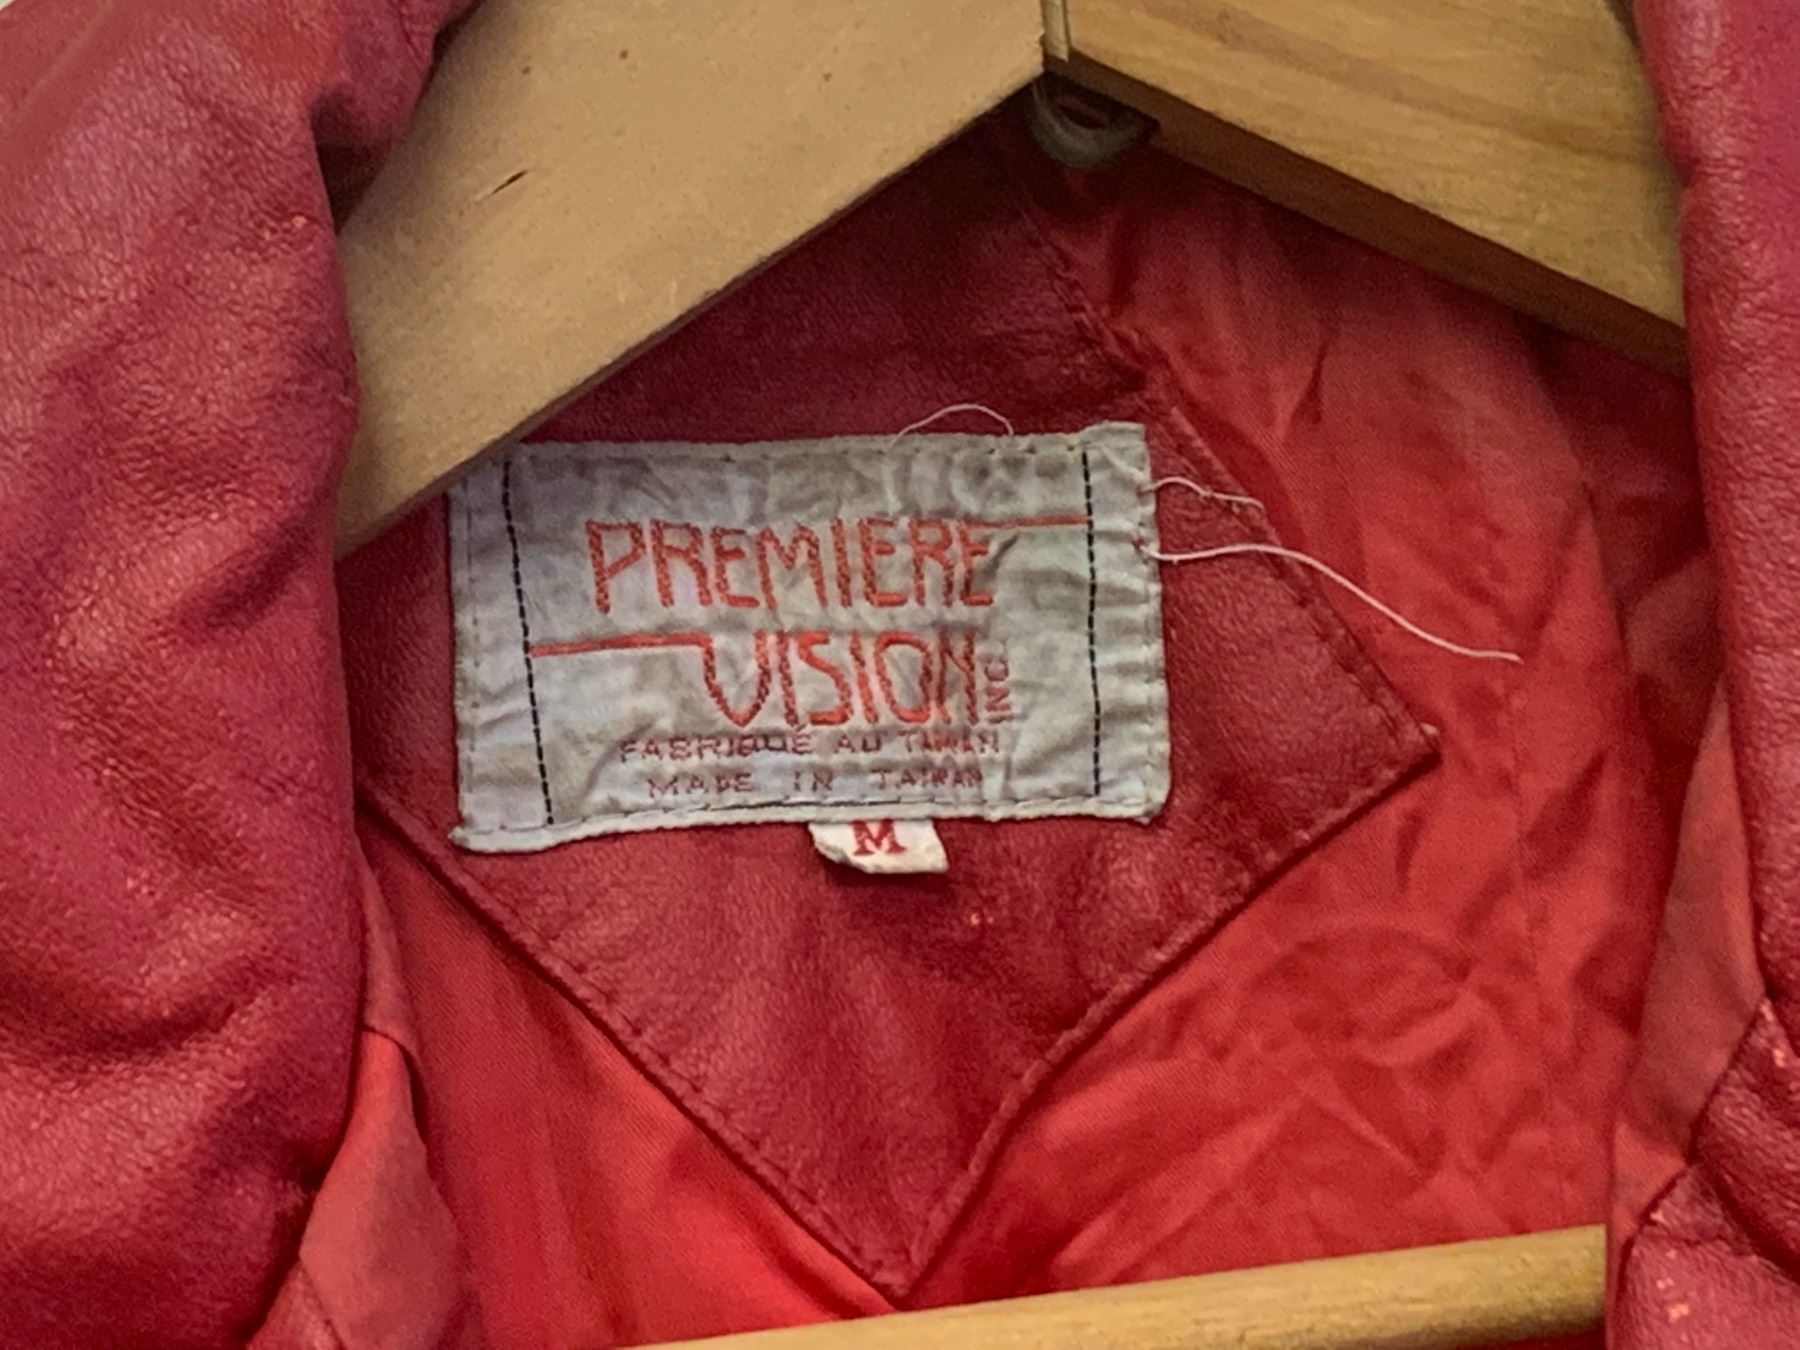 PREMIERE
VISION INC.
FABRIQUE AU TAIWAN
MADE IN TAIWAN
M